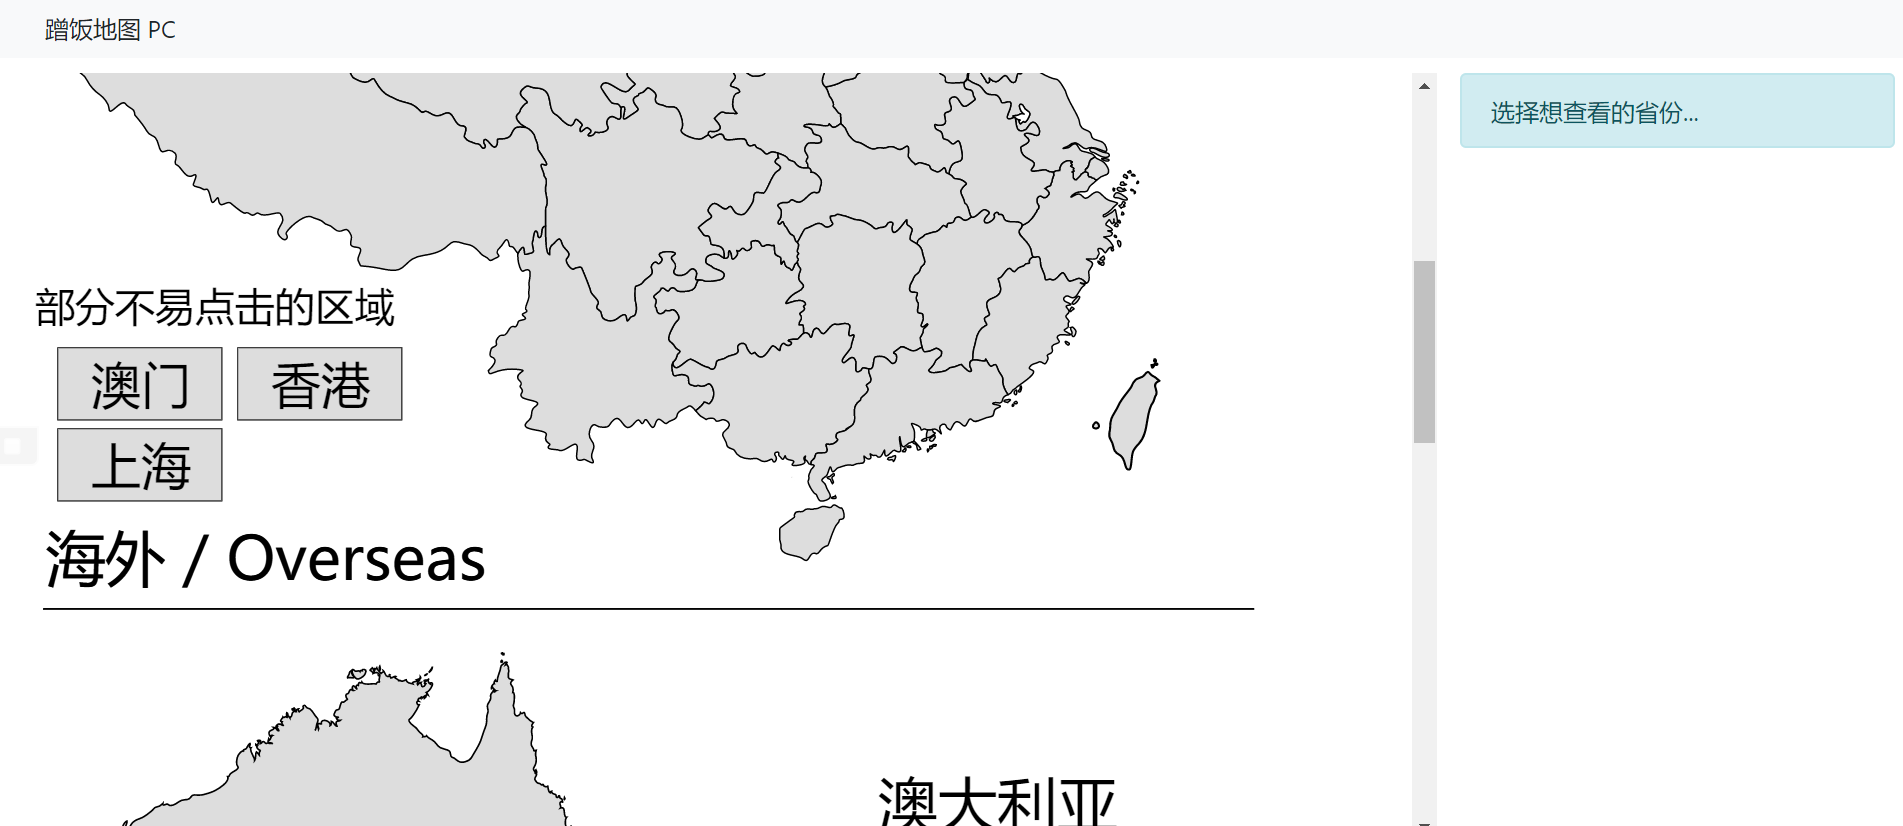 蹭饭地图 PC
选择想查看的省份...
部分不易点击的区域
澳门
香港
上海
海外 / Overseas
澳大利亚